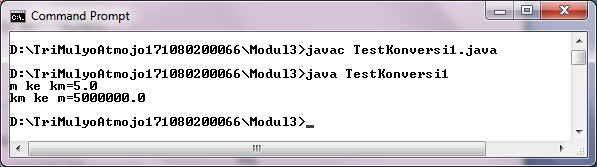 Command Prompt
D:\TriMulyoAtmojo171080200066\Modul3>javac TestKonversi1.java
D:\TriMulyoAtmojo171080200066\Modul3>java TestKonversi1
m ke km=5.0
km ke m=5000000.0
D:\TriMulyoAtmojo171080200066\Modul3>_